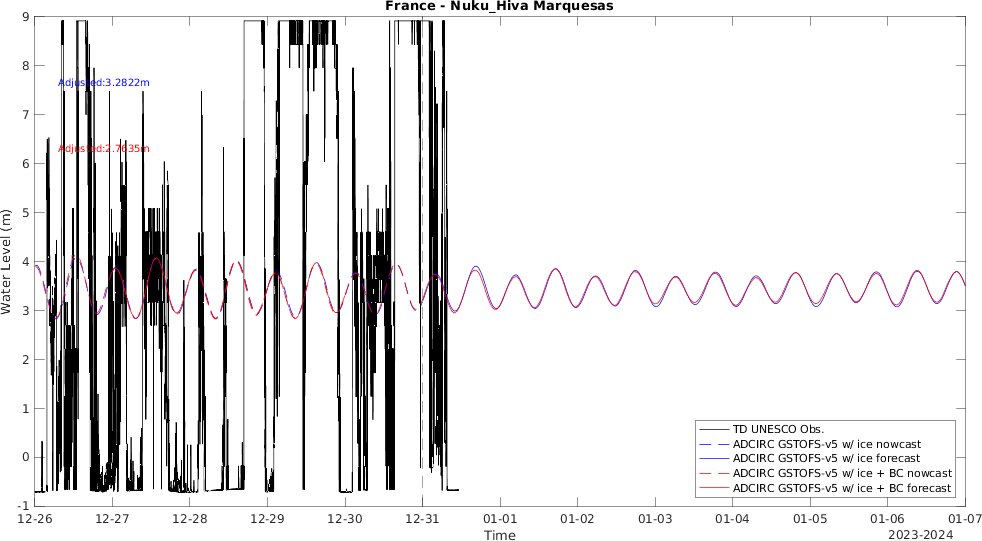 France - Nuku_Hiva Marquesas
Water Level (m)
9
8
7
6
5
4
3
2
1
0
-1
Adjusted:3.2822m
Adjusted:2.7635m
TD UNESCO Obs.
ADCIRC GSTOFS-v5 w/ ice nowcast
ADCIRC GSTOFS-v5 w/ ice forecast
ADCIRC GSTOFS-v5 w/ ice + BC nowcast
ADCIRC GSTOFS-v5 w/ ice + BC forecast
12-26 12-27 12-28 12-29 12-30 12-31 01-01 01-02 01-03 01-04 01-05 01-06 01-07
Time
2023-2024